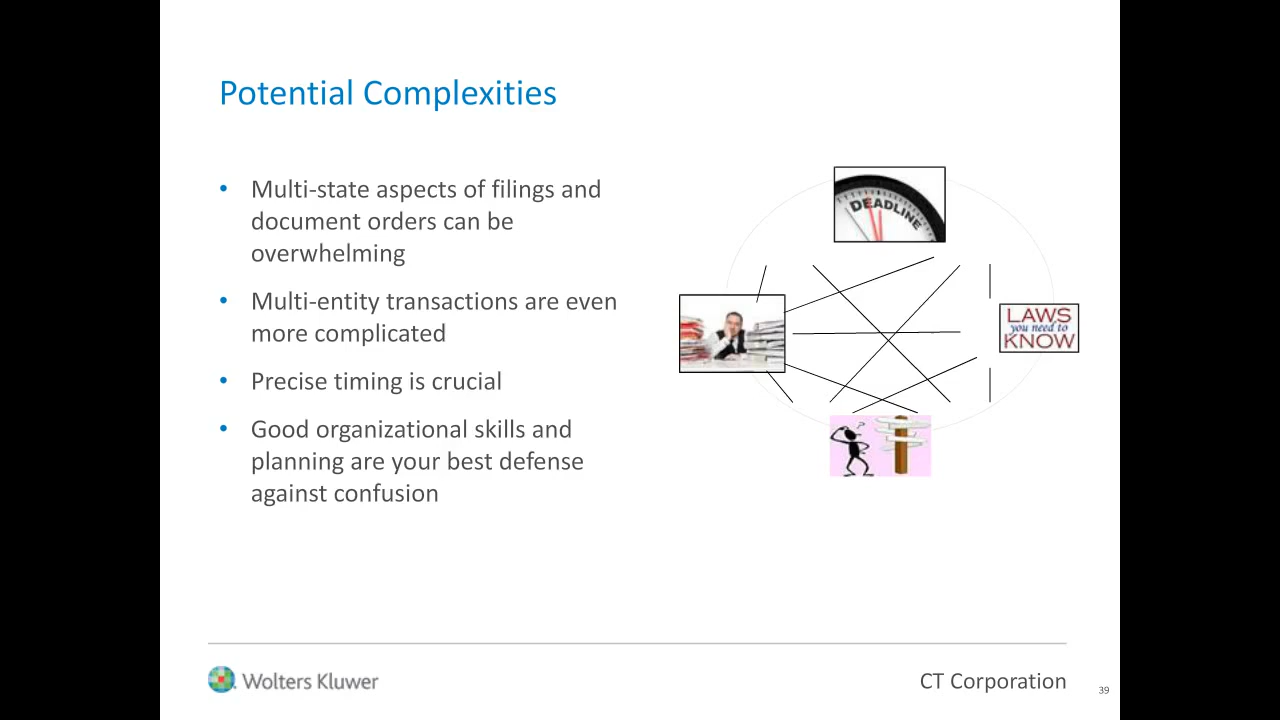 Potential Complexities
• Multi-state aspects of filings and
document orders can be
overwhelming
• Multi-entity transactions are even
more complicated
• Precise timing is crucial
• Good organizational skills and
planning are your best defense
against confusion
DEADLINE
LAWS
you need to
KNOW
?
Wolters Kluwer
CT Corporation
39